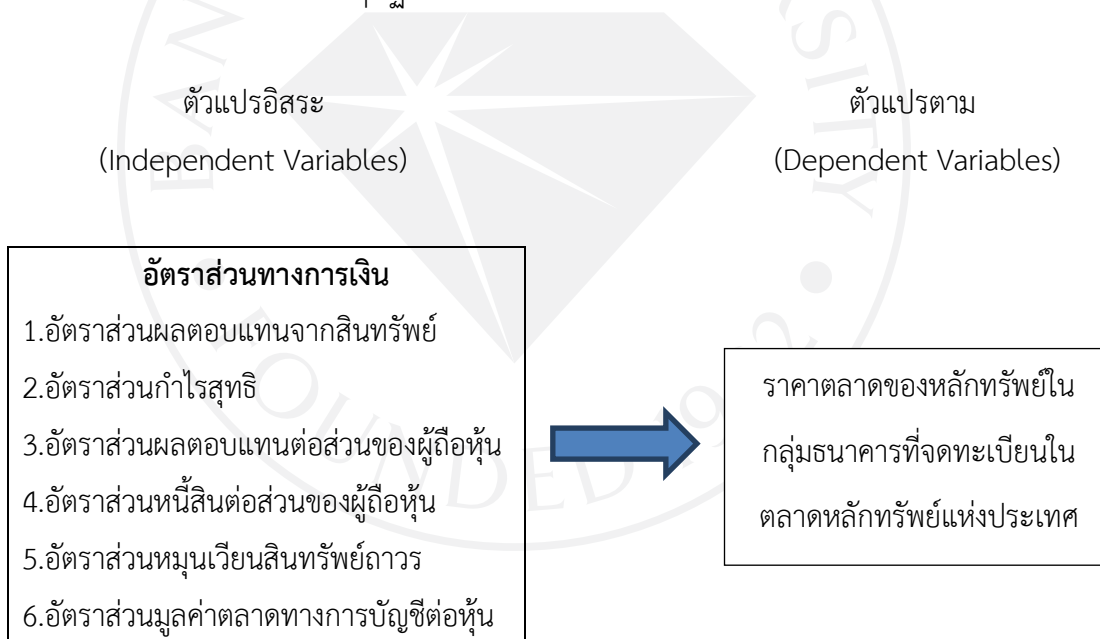 ตัวแปรอิสระ
(Independent Variables)
ตัวแปรตาม
(Dependent Variables)
อัตราส่วนทางการเงิน
1.อัตราส่วนผลตอบแทนจากสินทรัพย์
2.อัตราส่วนกำไรสุทธิ
3.อัตราส่วนผลตอบแทนต่อส่วนของผู้ถือหุ้น
4.อัตราส่วนหนี้สินต่อส่วนของผู้ถือหุ้น
5.อัตราส่วนหมุนเวียนสินทรัพย์ถาวร
6.อัตราส่วนมูลค่าตลาดทางการบัญชีต่อหุ้น
ราคาตลาดของหลักทรัพย์ใน
กลุ่มธนาคารที่จดทะเบียนใน
ตลาดหลักทรัพย์แห่งประเทศ